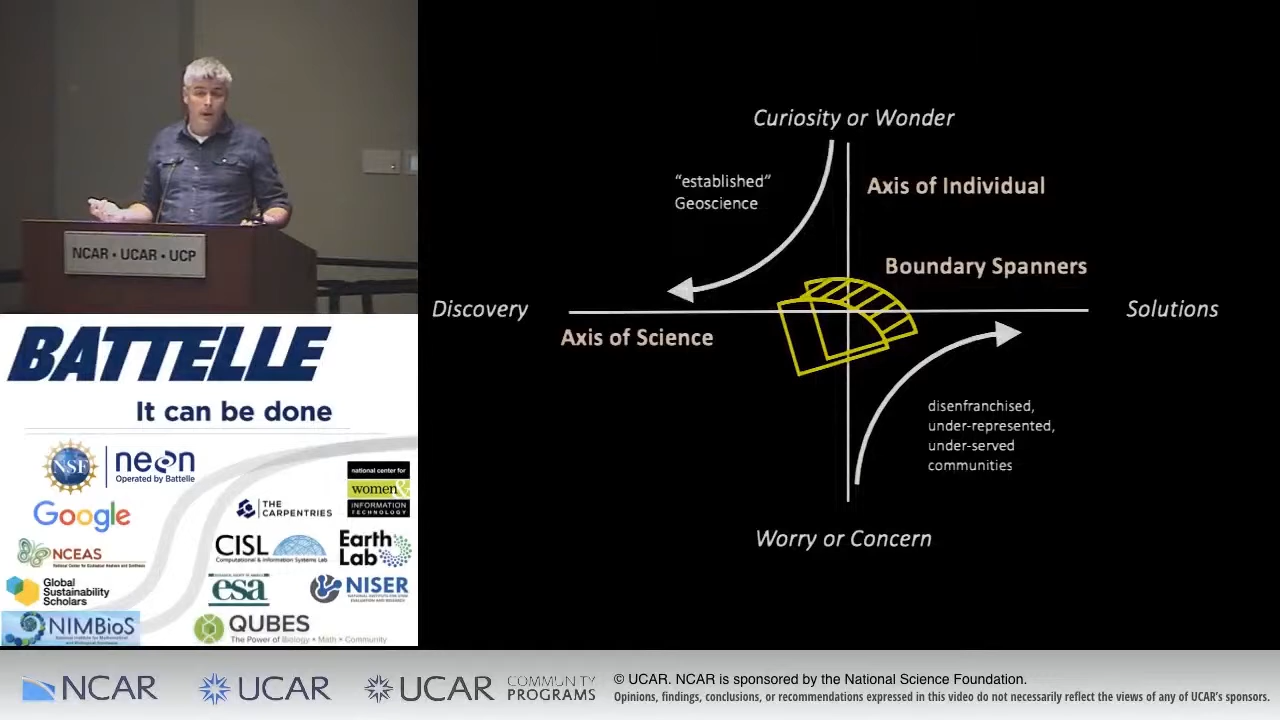 NCAR • UCAR • UCP
BATTELLE
It can be done
NSF
neon
Operated by Battelle
Google
NCEAS
Global
Sustainability
Scholars
NIMBioS
national center for
women&
INFORMATION
TECHNOLOGY
THE
CARPENTRIES
CISL
Computational & Information Systems Lab
Earth
Lab
esa
NISER
QUBES
The Power of Biology • Math • Community
Curiosity or Wonder
“established”
Geoscience
Axis of Individual
Boundary Spanners
Discovery
Solutions
Axis of Science
disenfranchised,
under-represented,
under-served
communities
Worry or Concern
NCAR
UCAR
UCAR
COMMUNITY
PROGRAMS
© UCAR. NCAR is sponsored by the National Science Foundation.
Opinions, findings, conclusions, or recommendations expressed in this video do not necessarily reflect the views of any of UCAR's sponsors.